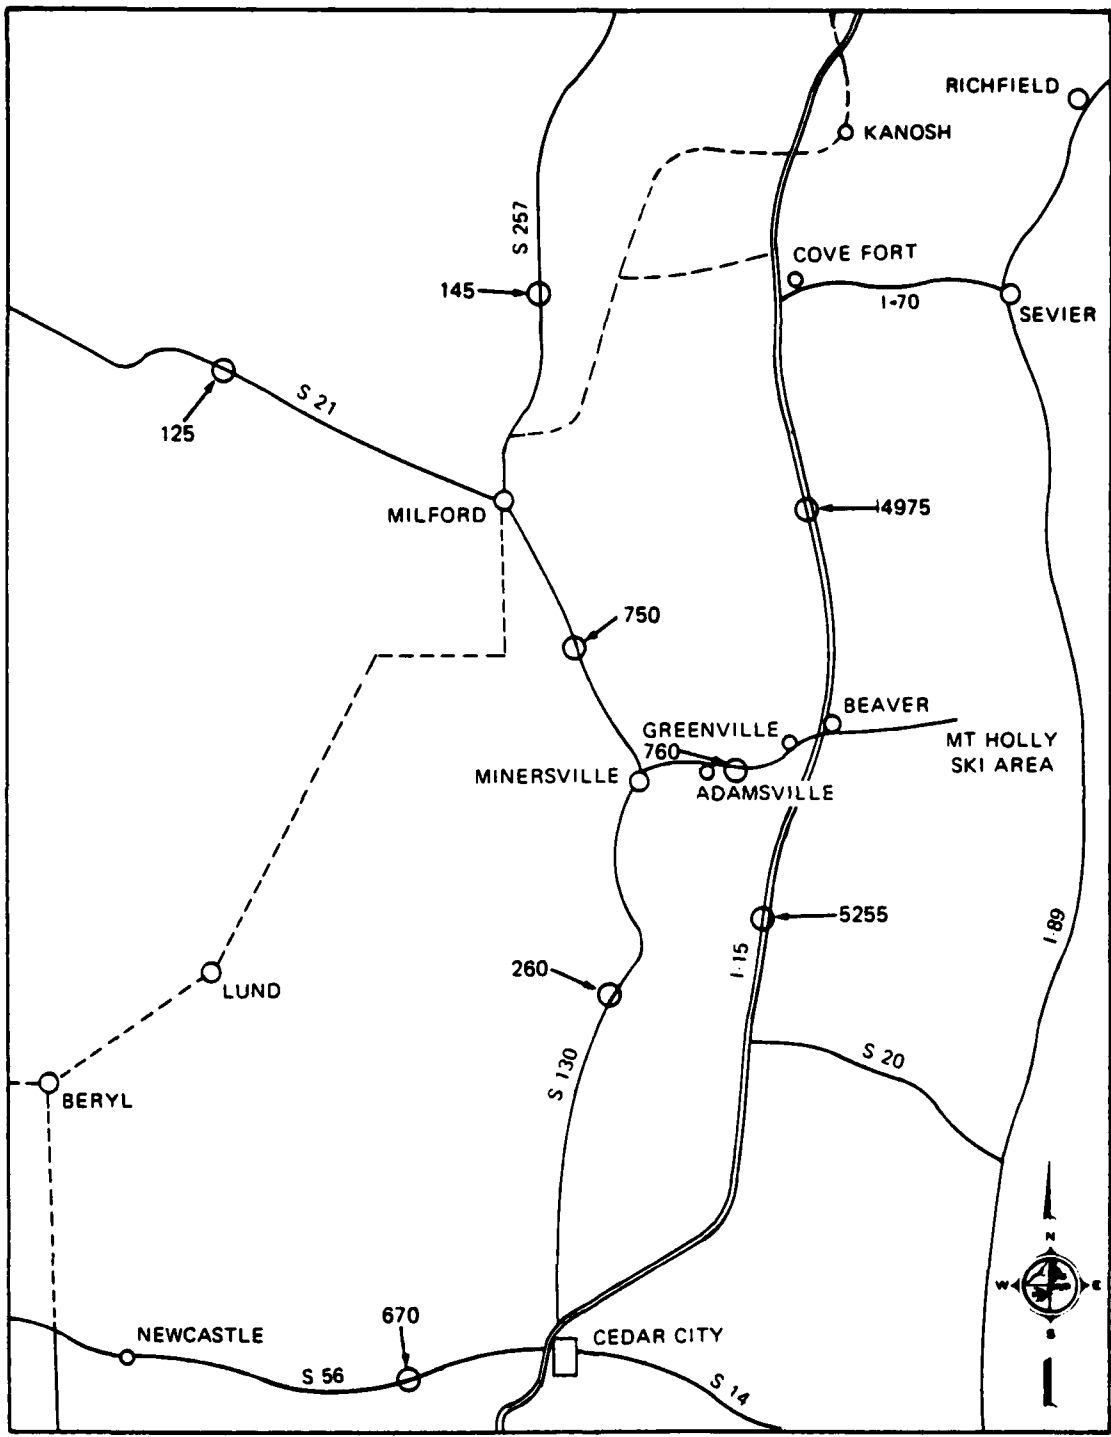 RICHFIELD
KANOSH
S 257
COVE FORT
145
I-70
SEVIER
S 21
125
MILFORD
4975
750
BEAVER
GREENVILLE
760
MT HOLLY
SKI AREA
MINERSVILLE
ADAMSVILLE
5255
I-89
I-15
260
LUND
S 20
S 130
BERYL
N
W
E
S
670
NEWCASTLE
CEDAR CITY
S 56
S 14